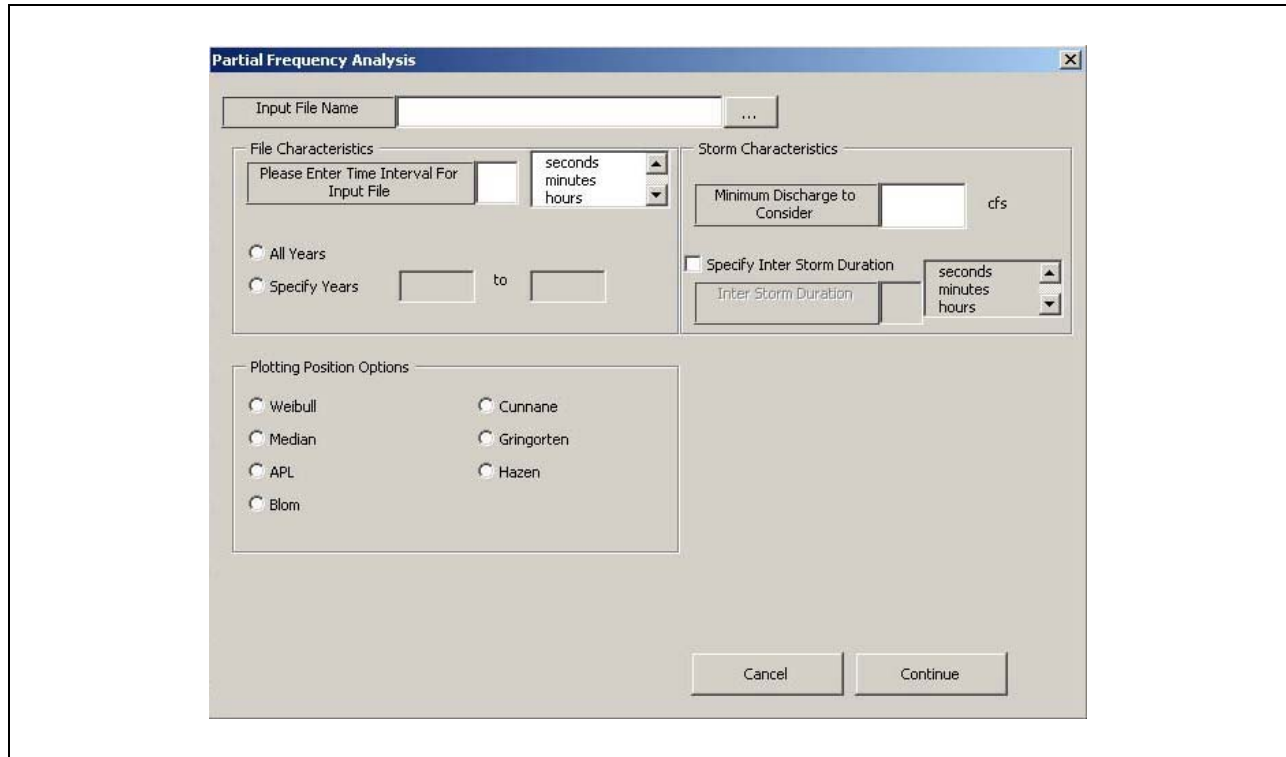 Partial Frequency Analysis
Input File Name
...
File Characteristics
Please Enter Time Interval For
Input File
seconds
minutes
hours
All Years
Specify Years
to
Storm Characteristics
Minimum Discharge to
Consider
cfs
Specify Inter Storm Duration
Inter Storm Duration
seconds
minutes
hours
Plotting Position Options
Weibull
Cunnane
Median
Gringorten
APL
Hazen
Blom
Cancel
Continue